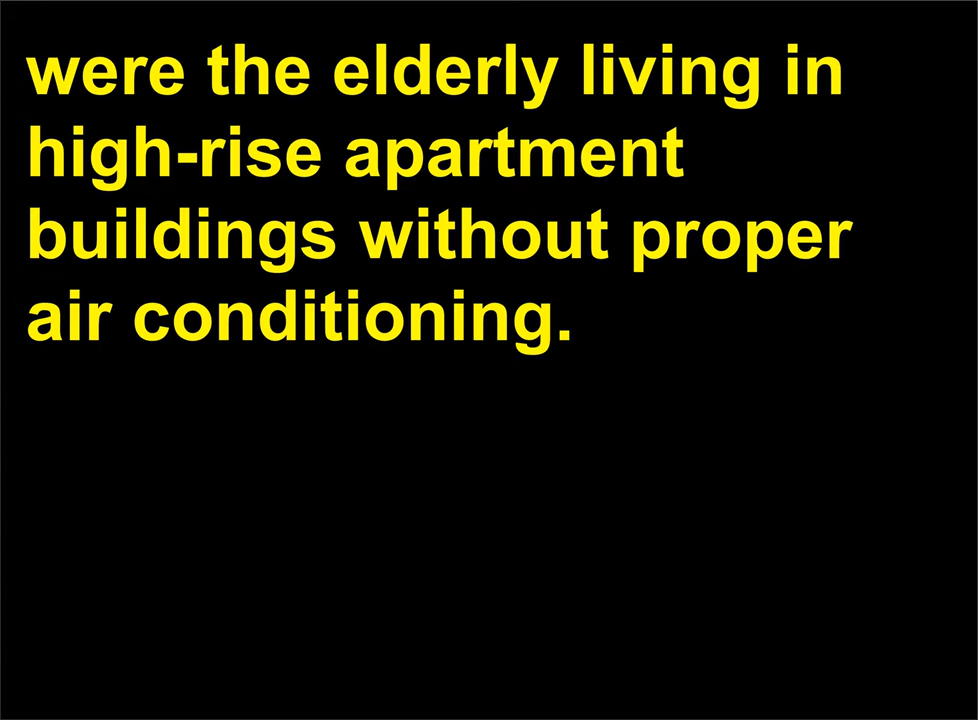 were the elderly living in
high-rise apartment
buildings without proper
air conditioning.